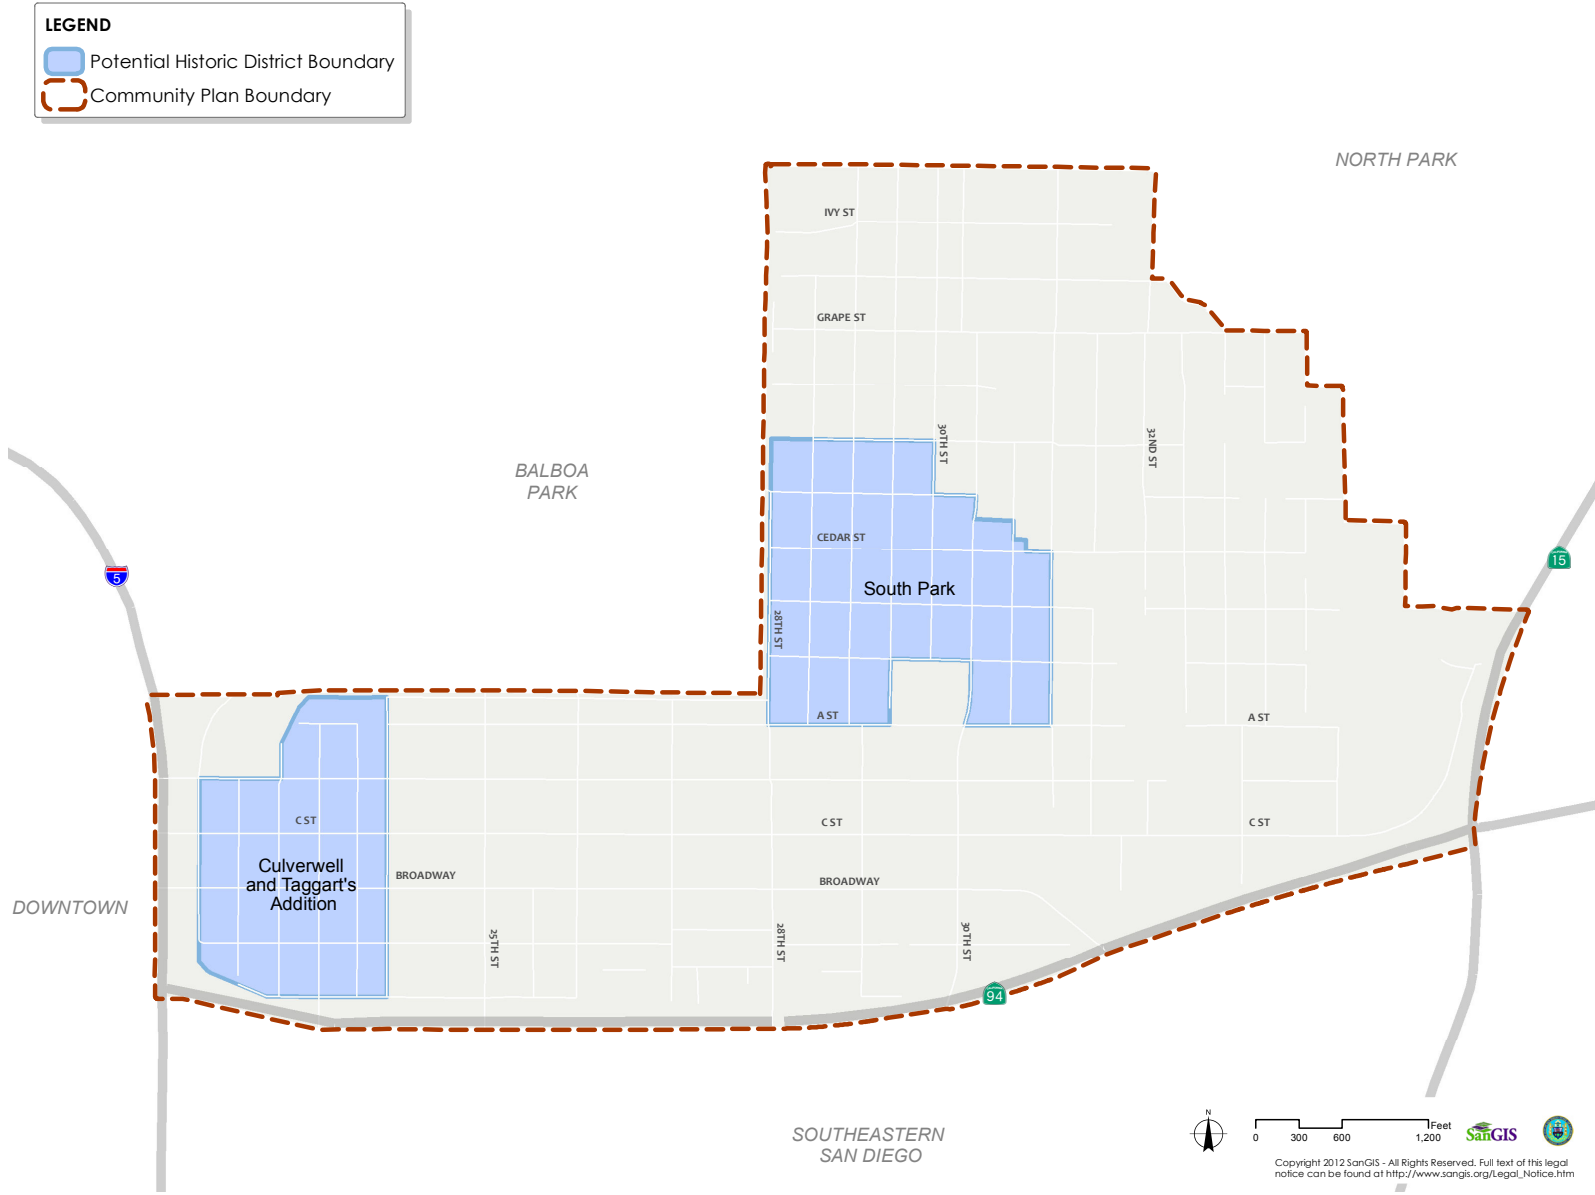 LEGEND
Potential Historic District Boundary
Community Plan Boundary
NORTH PARK
IVY ST
GRAPE ST
30TH ST
32ND ST
BALBOA
PARK
CEDAR ST
5
15
South Park
28TH ST
A ST
A ST
C ST
C ST
C ST
Culverwell
and Taggart's
Addition
BROADWAY
BROADWAY
DOWNTOWN
25TH ST
28TH ST
30TH ST
94
SOUTHEASTERN
SAN DIEGO
N
0 300 600 1,200 Feet
SanGIS
Copyright 2012 SanGIS - All Rights Reserved. Full text of this legal
notice can be found at http://www.sangis.org/Legal_Notice.htm